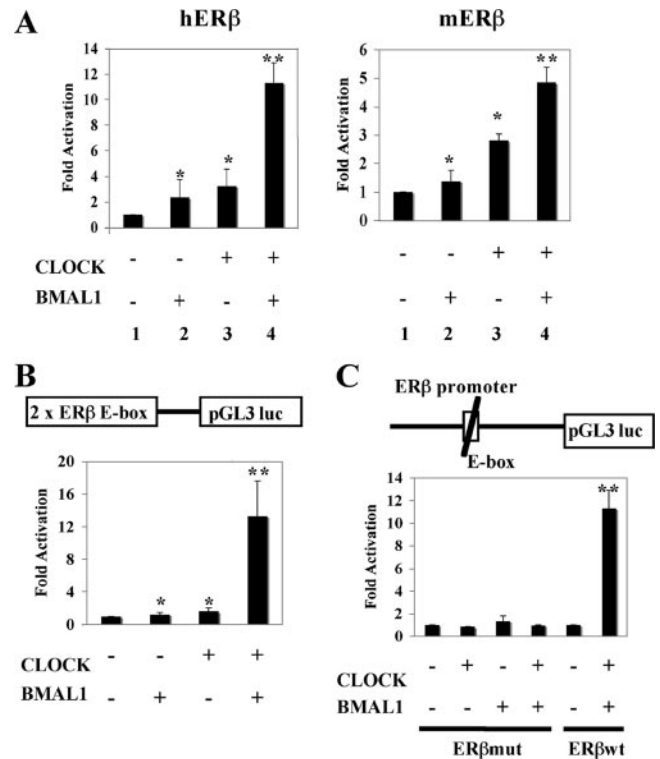 A
hERβ
mERβ
Fold Activation
14
12
10
8
6
4
2
0
* * **
CLOCK - - + +
BMAL1 - + - +
1 2 3 4
Fold Activation
6
5
4
3
2
1
0
* * **
- - + +
- + - +
1 2 3 4
B
2 x ERβ E-box
pGL3 luc
Fold Activation
20
16
12
8
4
0
* * **
CLOCK - - + +
BMAL1 - + - +
C
ERβ promoter
pGL3 luc
E-box
Fold Activation
14
12
10
8
6
4
2
0
**
- + - + - + CLOCK
- - + + - + BMAL1
ERβmut ERβwt